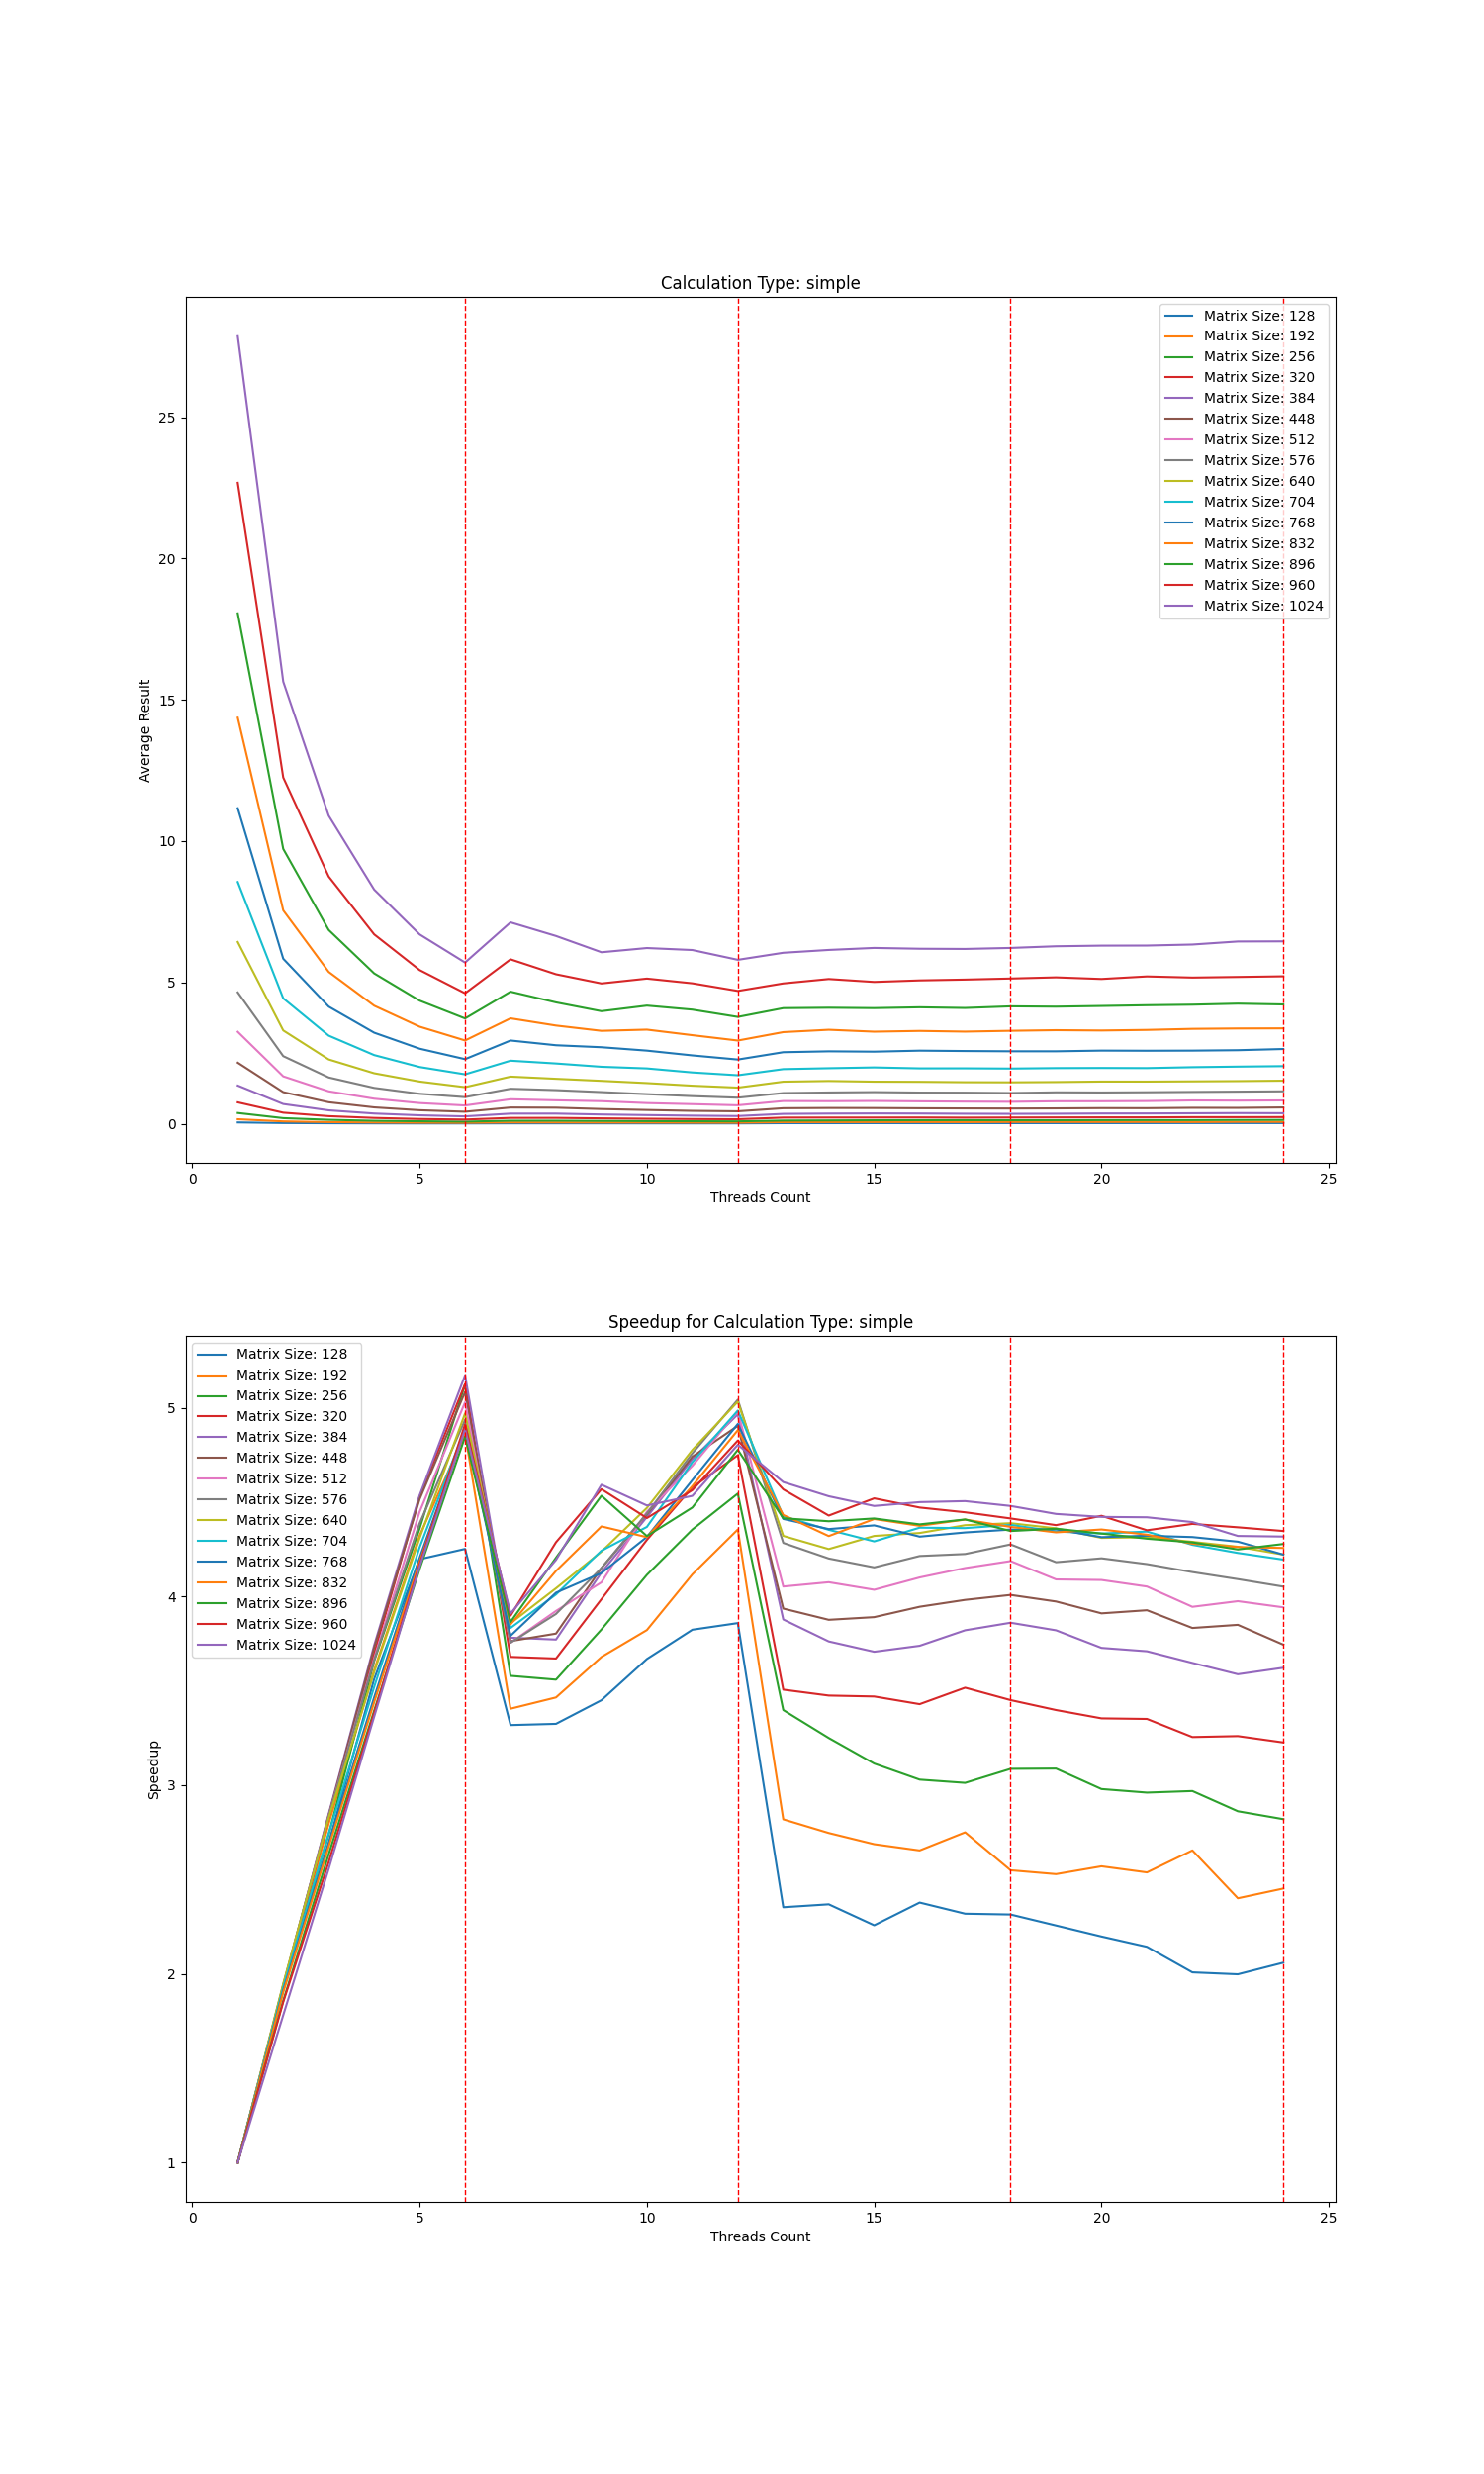 Calculation Type: simple
Matrix Size: 128
Matrix Size: 192
Matrix Size: 256
Matrix Size: 320
Matrix Size: 384
Matrix Size: 448
Matrix Size: 512
Matrix Size: 576
Matrix Size: 640
Matrix Size: 704
Matrix Size: 768
Matrix Size: 832
Matrix Size: 896
Matrix Size: 960
Matrix Size: 1024
25
20
15
10
5
0
Average Result
0
5
10
15
20
25
Threads Count
Speedup for Calculation Type: simple
Matrix Size: 128
Matrix Size: 192
Matrix Size: 256
Matrix Size: 320
Matrix Size: 384
Matrix Size: 448
Matrix Size: 512
Matrix Size: 576
Matrix Size: 640
Matrix Size: 704
Matrix Size: 768
Matrix Size: 832
Matrix Size: 896
Matrix Size: 960
Matrix Size: 1024
5
4
3
2
1
Speedup
0
5
10
15
20
25
Threads Count